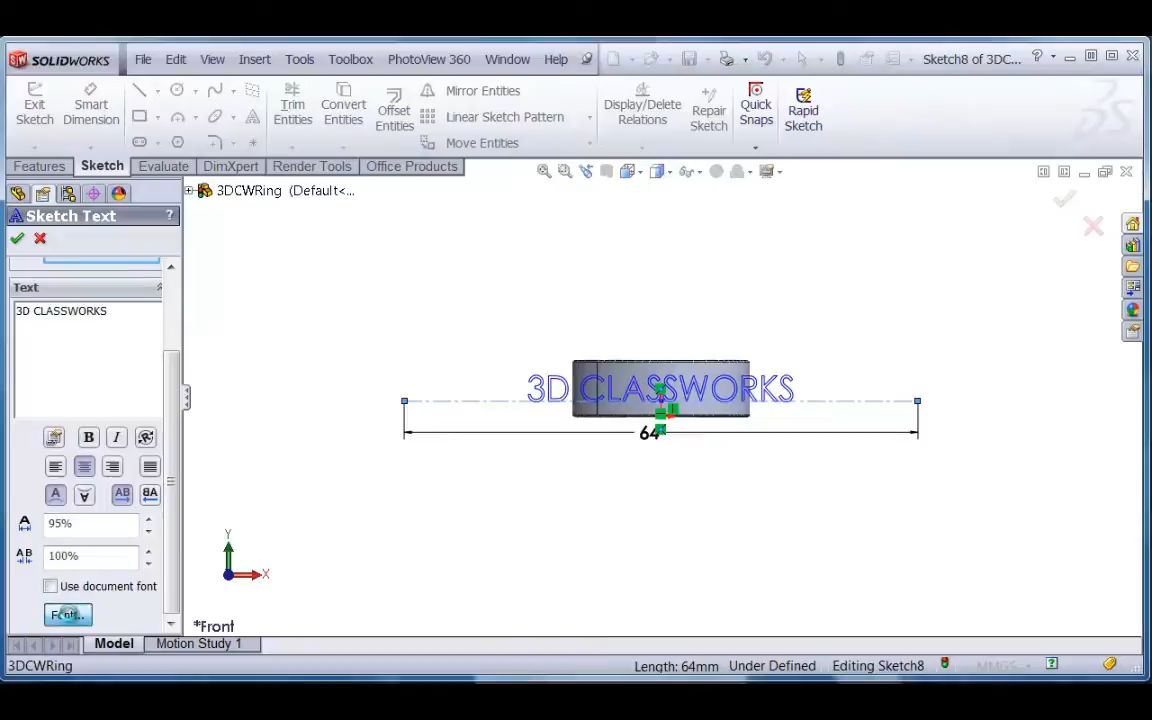 SOLIDWORKS File Edit View Insert Tools Toolbox PhotoView 360 Window Help Sketch8 of 3DC... ?
Exit Sketch
Smart Dimension
Trim Entities
Convert Entities
Offset Entities
Mirror Entities
Linear Sketch Pattern
Move Entities
Display/Delete Relations
Repair Sketch
Quick Snaps
Rapid Sketch
Features Sketch Evaluate DimXpert Render Tools Office Products
3DCWRing (Default<...
Sketch Text ?
Text
3D CLASSWORKS
3D CLASSWORKS
64
B I
A A AB AB
A 95%
AB 100%
Use document font
Font...
Y
X
*Front
Model Motion Study 1
3DCWRing Length: 64mm Under Defined Editing Sketch8 MMGS ?